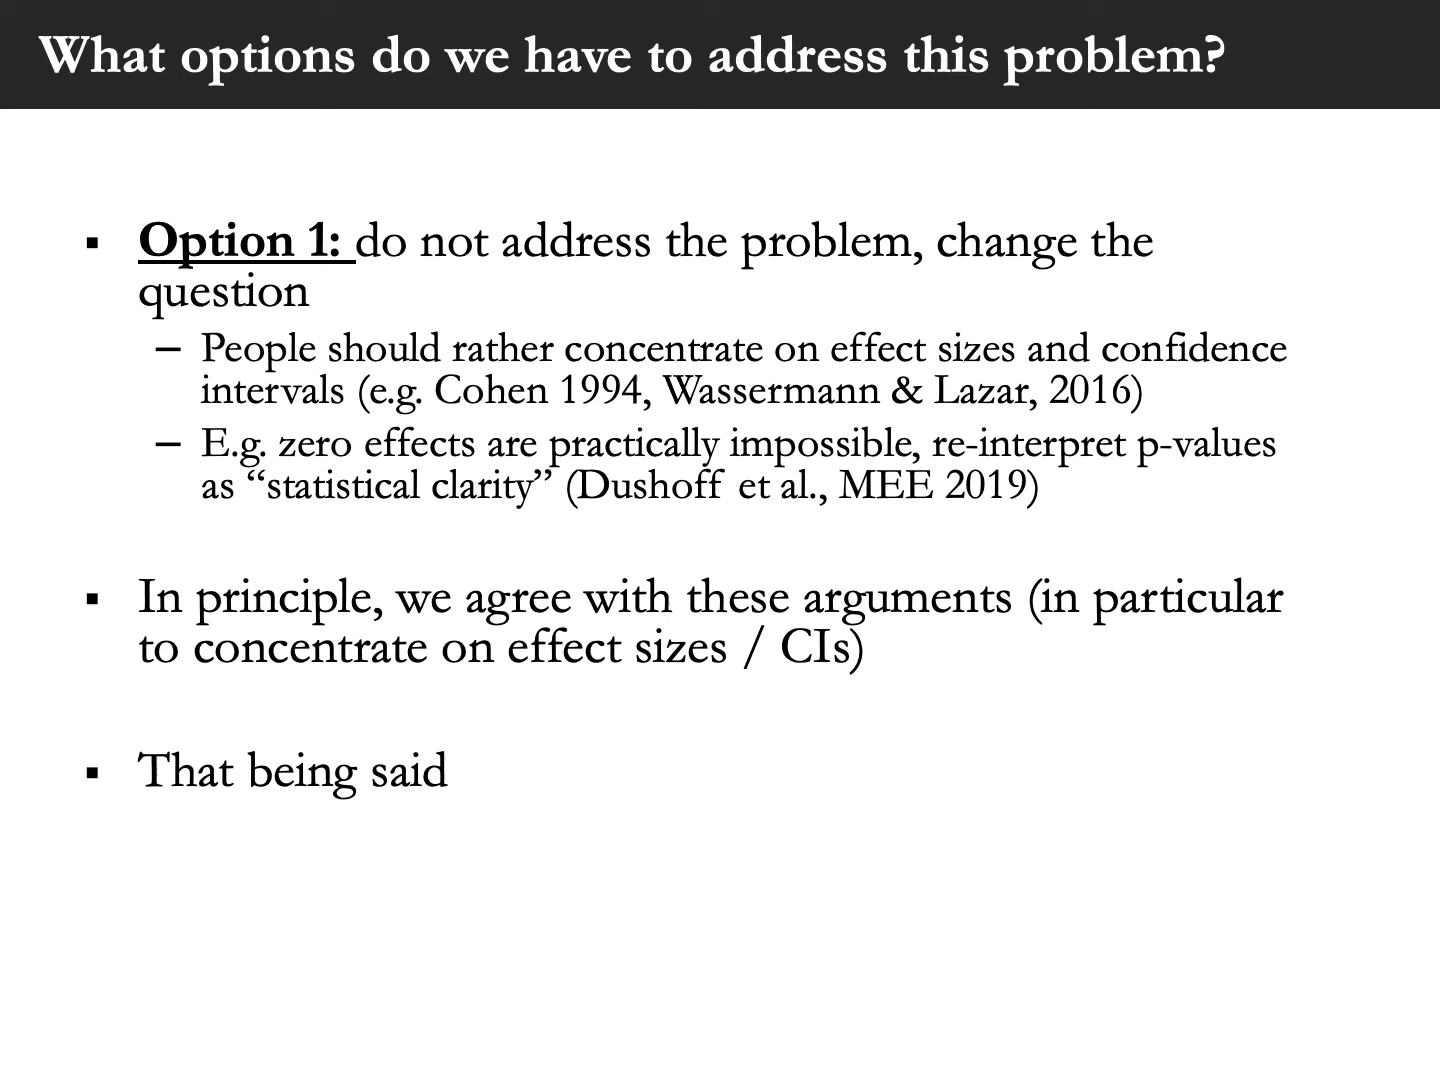 What options do we have to address this problem?
▪ Option 1: do not address the problem, change the
question
– People should rather concentrate on effect sizes and confidence
intervals (e.g. Cohen 1994, Wassermann & Lazar, 2016)
– E.g. zero effects are practically impossible, re-interpret p-values
as “statistical clarity” (Dushoff et al., MEE 2019)
▪ In principle, we agree with these arguments (in particular
to concentrate on effect sizes / CIs)
▪ That being said